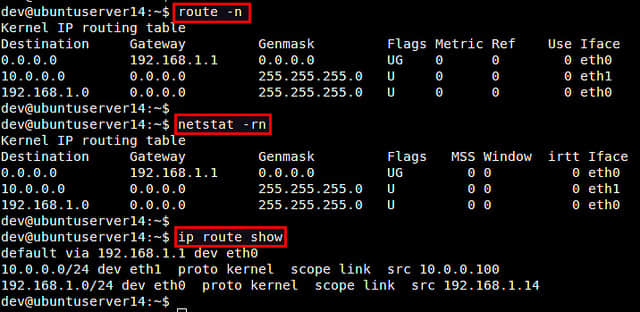 dev@ubuntuserver14:~$ route -n
Kernel IP routing table
Destination     Gateway         Genmask         Flags Metric Ref    Use Iface
0.0.0.0         192.168.1.1     0.0.0.0         UG    0      0        0 eth0
10.0.0.0        0.0.0.0         255.255.255.0   U     0      0        0 eth1
192.168.1.0     0.0.0.0         255.255.255.0   U     0      0        0 eth0
dev@ubuntuserver14:~$
dev@ubuntuserver14:~$ netstat -rn
Kernel IP routing table
Destination     Gateway         Genmask         Flags   MSS Window  irtt Iface
0.0.0.0         192.168.1.1     0.0.0.0         UG        0 0          0 eth0
10.0.0.0        0.0.0.0         255.255.255.0   U         0 0          0 eth1
192.168.1.0     0.0.0.0         255.255.255.0   U         0 0          0 eth0
dev@ubuntuserver14:~$
dev@ubuntuserver14:~$ ip route show
default via 192.168.1.1 dev eth0
10.0.0.0/24 dev eth1  proto kernel  scope link  src 10.0.0.100
192.168.1.0/24 dev eth0  proto kernel  scope link  src 192.168.1.14
dev@ubuntuserver14:~$